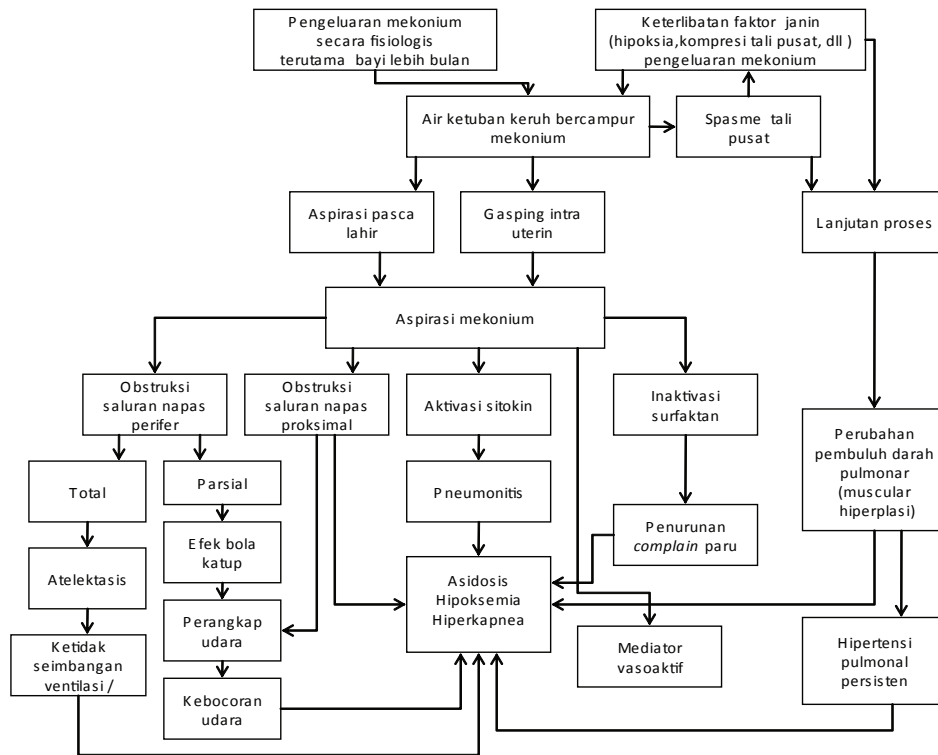 Pengeluaran mekonium
secara fisiologis
terutama bayi lebih bulan
Keterlibatan faktor janin
(hipoksia,kompresi tali pusat, dll )
pengeluaran mekonium
Air ketuban keruh bercampur
mekonium
Spasme tali
pusat
Aspirasi pasca
lahir
Gasping intra
uterin
Lanjutan proses
Aspirasi mekonium
Obstruksi
saluran napas
perifer
Obstruksi
saluran napas
proksimal
Aktivasi sitokin
Inaktivasi
surfaktan
Perubahan
pembuluh darah
pulmonar
(muscular
hiperplasi)
Total
Parsial
Pneumonitis
Penurunan
complain paru
Efek bola
katup
Atelektasis
Asidosis
Hipoksemia
Hiperkapnea
Perangkap
udara
Mediator
vasoaktif
Hipertensi
pulmonal
persisten
Ketidak
seimbangan
ventilasi /
Kebocoran
udara